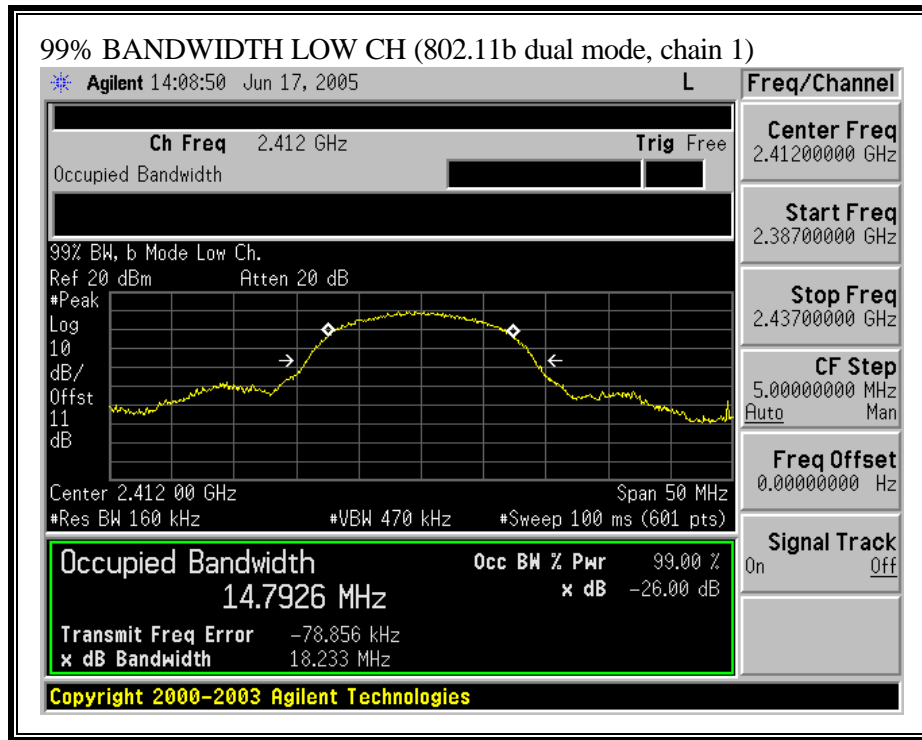 99% BANDWIDTH LOW CH (802.11b dual mode, chain 1)
Agilent 14:08:50 Jun 17, 2005 L
Freq/Channel
Ch Freq 2.412 GHz Trig Free
Occupied Bandwidth
Center Freq
2.41200000 GHz
Start Freq
2.38700000 GHz
Stop Freq
2.43700000 GHz
CF Step
5.00000000 MHz
Auto Man
Freq Offset
0.00000000 Hz
Signal Track
On Off
99% BW, b Mode Low Ch.
Ref 20 dBm Atten 20 dB
#Peak
Log
10
dB/
Offst
11
dB
Center 2.412 00 GHz Span 50 MHz
#Res BW 160 kHz #VBW 470 kHz #Sweep 100 ms (601 pts)
Occupied Bandwidth Occ BW % Pwr 99.00 %
14.7926 MHz x dB -26.00 dB
Transmit Freq Error -78.856 kHz
x dB Bandwidth 18.233 MHz
Copyright 2000-2003 Agilent Technologies